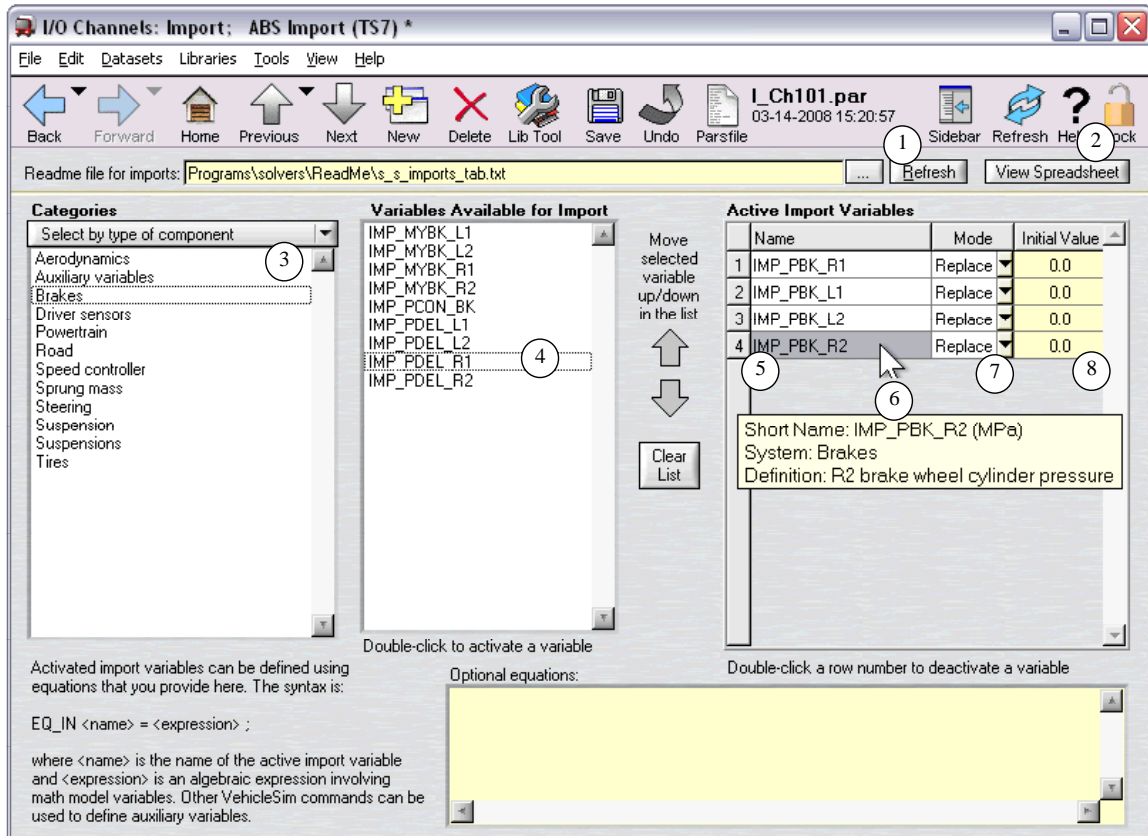 I/O Channels: Import; ABS Import (TS7) *
File Edit Datasets Libraries Tools View Help
Back Forward Home Previous Next New Delete Lib Tool Save Undo Parsfile
I_Ch101.par
03-14-2008 15:20:57
Sidebar Refresh Hel ock
1
2
Readme file for imports: Programs\solvers\ReadMe\s_s_imports_tab.txt ... Refresh View Spreadsheet
Categories
Select by type of component
3
Aerodynamics
Auxiliary variables
Brakes
Driver sensors
Powertrain
Road
Speed controller
Sprung mass
Steering
Suspension
Suspensions
Tires
Variables Available for Import
IMP_MYBK_L1
IMP_MYBK_L2
IMP_MYBK_R1
IMP_MYBK_R2
IMP_PCON_BK
IMP_PDEL_L1
IMP_PDEL_L2
IMP_PDEL_R1
IMP_PDEL_R2
4
Double-click to activate a variable
Move
selected
variable
up/down
in the list
Clear
List
Active Import Variables
Name Mode Initial Value
1 IMP_PBK_R1 Replace 0.0
2 IMP_PBK_L1 Replace 0.0
3 IMP_PBK_L2 Replace 0.0
4 IMP_PBK_R2 Replace 0.0
5
6
7
8
Short Name: IMP_PBK_R2 (MPa)
System: Brakes
Definition: R2 brake wheel cylinder pressure
Double-click a row number to deactivate a variable
Activated import variables can be defined using
equations that you provide here. The syntax is:
EQ_IN <name> = <expression> ;
where <name> is the name of the active import variable
and <expression> is an algebraic expression involving
math model variables. Other VehicleSim commands can be
used to define auxiliary variables.
Optional equations: